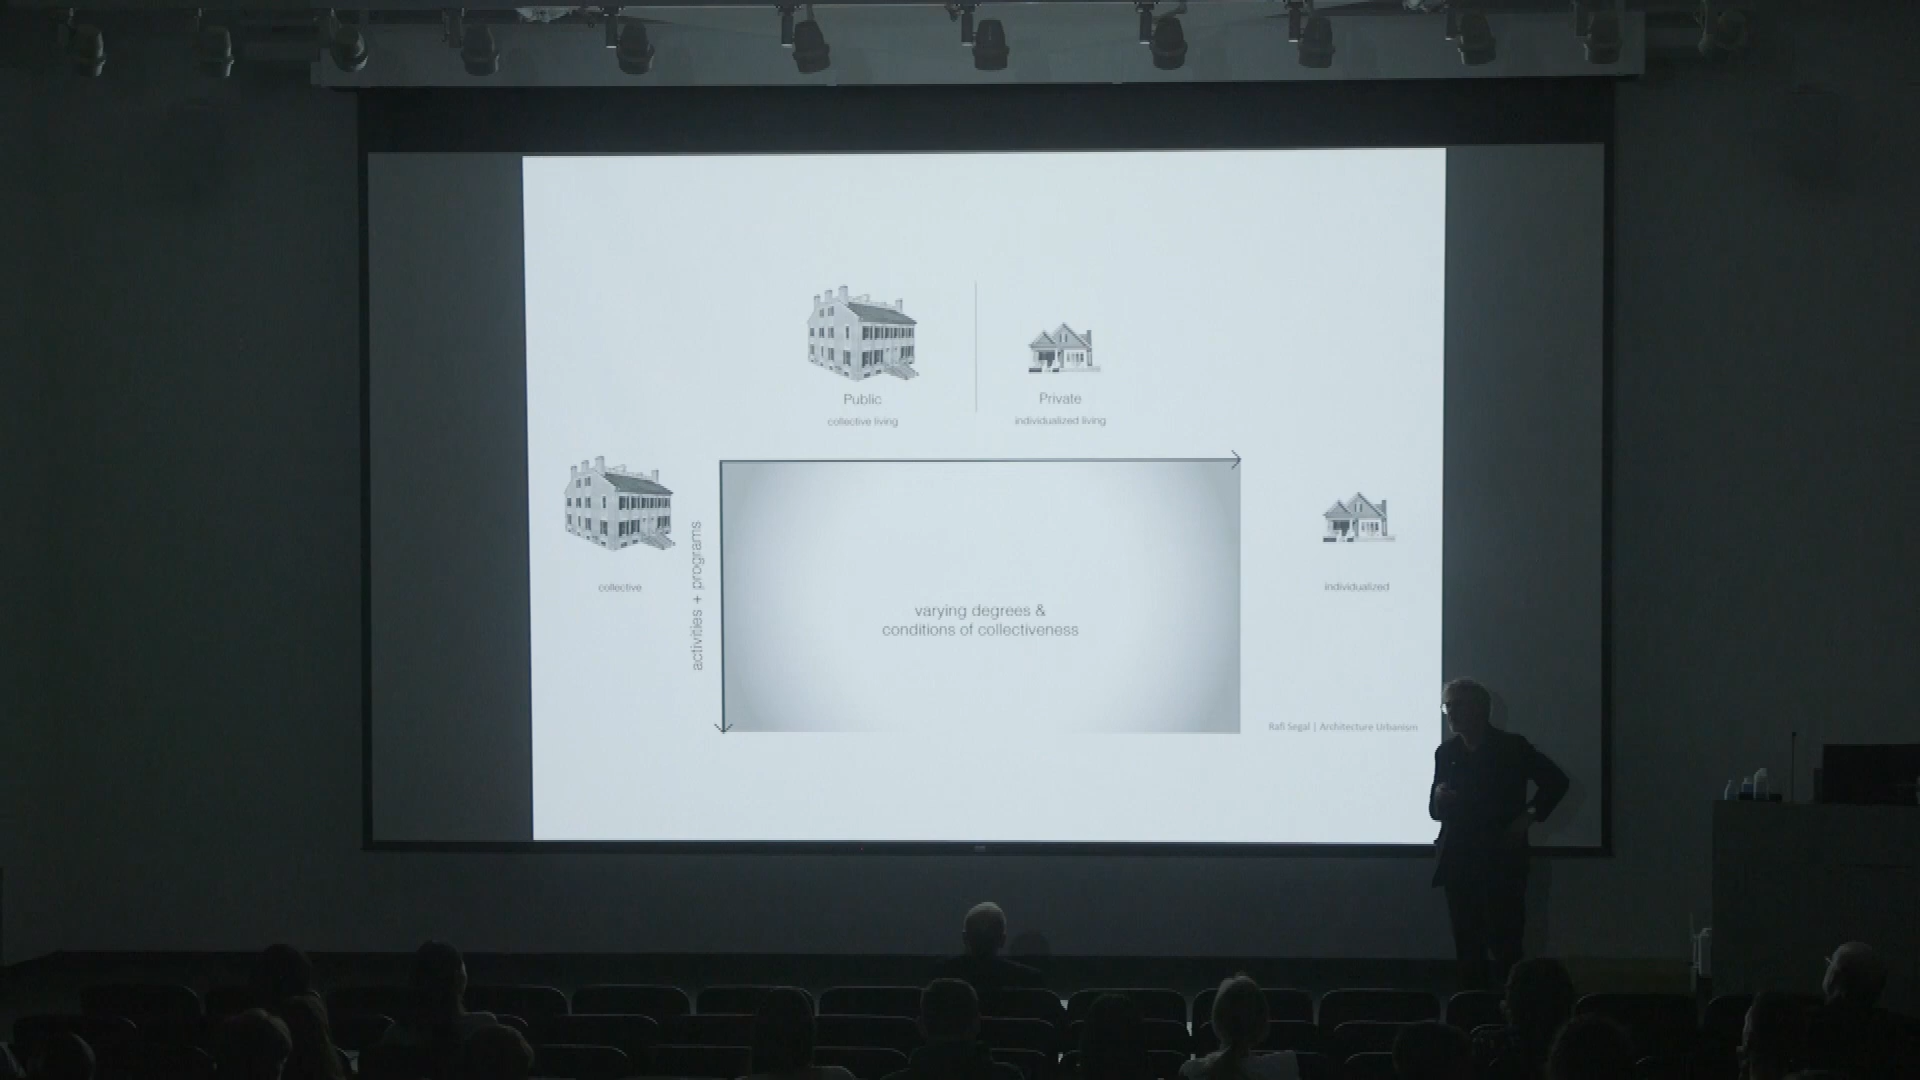 Public
Private
collective living
individualized living
collective
activities + programs
varying degrees &
conditions of collectiveness
individualized
Rafi Segal | Architecture Urbanism